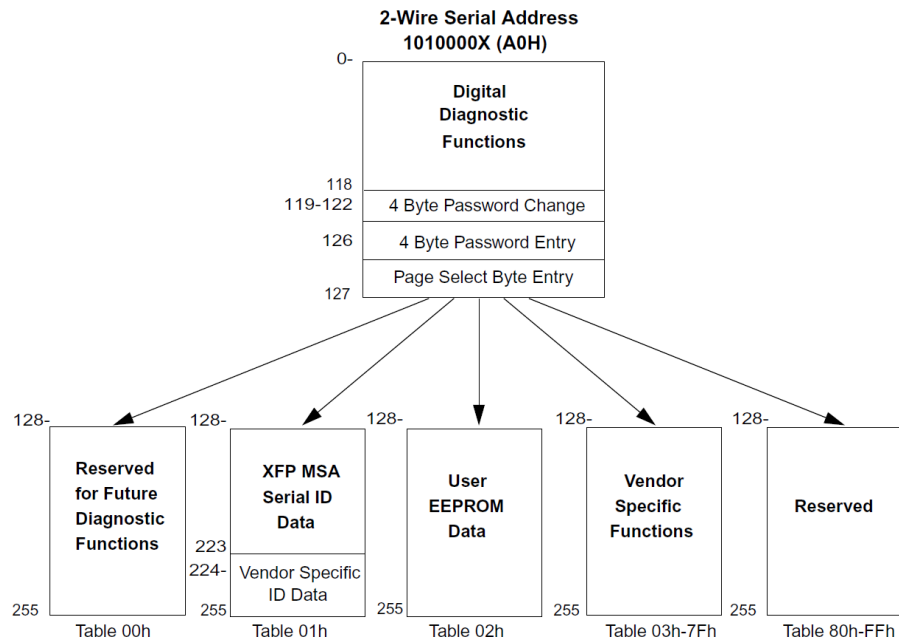 2-Wire Serial Address
1010000X (A0H)
0-
Digital
Diagnostic
Functions
118
119-122
4 Byte Password Change
126
4 Byte Password Entry
Page Select Byte Entry
127
128-
Reserved
for Future
Diagnostic
Functions
255
Table 00h
128-
XFP MSA
Serial ID
Data
223
224-
Vendor Specific
ID Data
255
Table 01h
128-
User
EEPROM
Data
255
Table 02h
128-
Vendor
Specific
Functions
255
Table 03h-7Fh
128-
Reserved
255
Table 80h-FFh